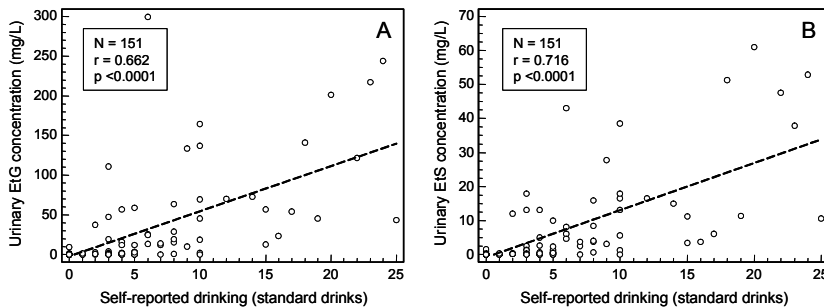 A
N = 151
r = 0.662
p <0.0001
Urinary EtG concentration (mg/L)
300
250
200
150
100
50
0
0 5 10 15 20 25
Self-reported drinking (standard drinks)
B
N = 151
r = 0.716
p <0.0001
Urinary EtS concentration (mg/L)
70
60
50
40
30
20
10
0
0 5 10 15 20 25
Self-reported drinking (standard drinks)